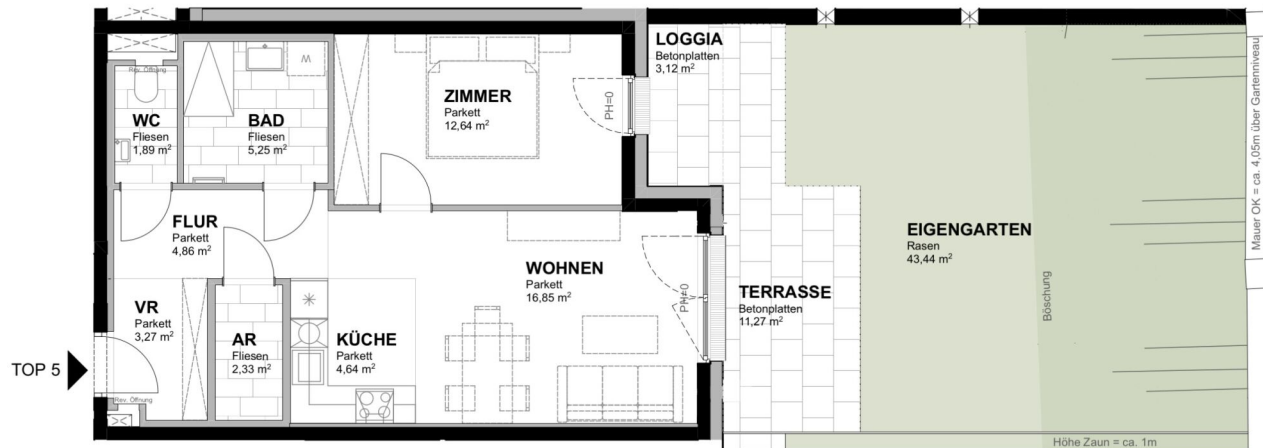 LOGGIA
Betonplatten
3,12 m²
Rev. Öffnung
M
WC
Fliesen
1,89 m²
BAD
Fliesen
5,25 m²
ZIMMER
Parkett
12,64 m²
PH=0
Mauer OK = ca. 4,05m über Gartenniveau
FLUR
Parkett
4,86 m²
WOHNEN
Parkett
16,85 m²
PH=0
EIGENGARTEN
Rasen
43,44 m²
Böschung
TERRASSE
Betonplatten
11,27 m²
VR
Parkett
3,27 m²
AR
Fliesen
2,33 m²
KÜCHE
Parkett
4,64 m²
TOP 5
Rev. Öffnung
Höhe Zaun = ca. 1m